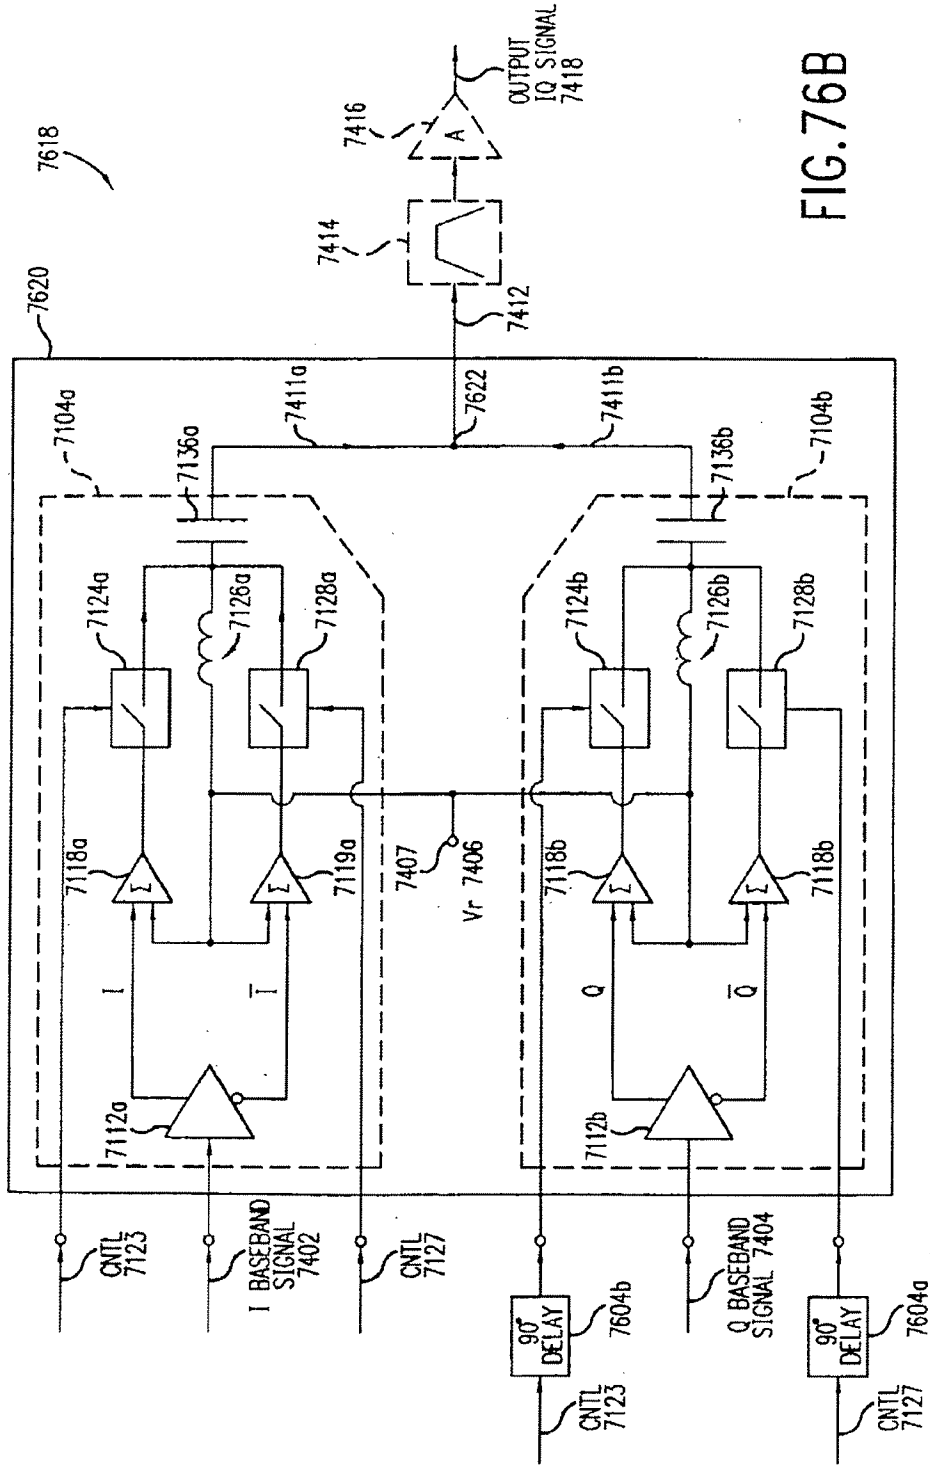 7618
7620
7104a
7136a
7411a
7124a
7126a
7128a
7118a
7119a
I
I̅
7112a
CNTL
7123
I BASEBAND
SIGNAL
7402
CNTL
7127
7622
7412
7414
7416
A
OUTPUT
IQ SIGNAL
7418
7407
Vr 7406
7411b
7136b
7104b
7124b
7126b
7128b
7118b
7118b
Σ
Σ
Σ
Σ
Q
Q̅
7112b
90°
DELAY
7604b
CNTL
7123
Q BASEBAND
SIGNAL 7404
90°
DELAY
7604a
CNTL
7127
FIG.76B